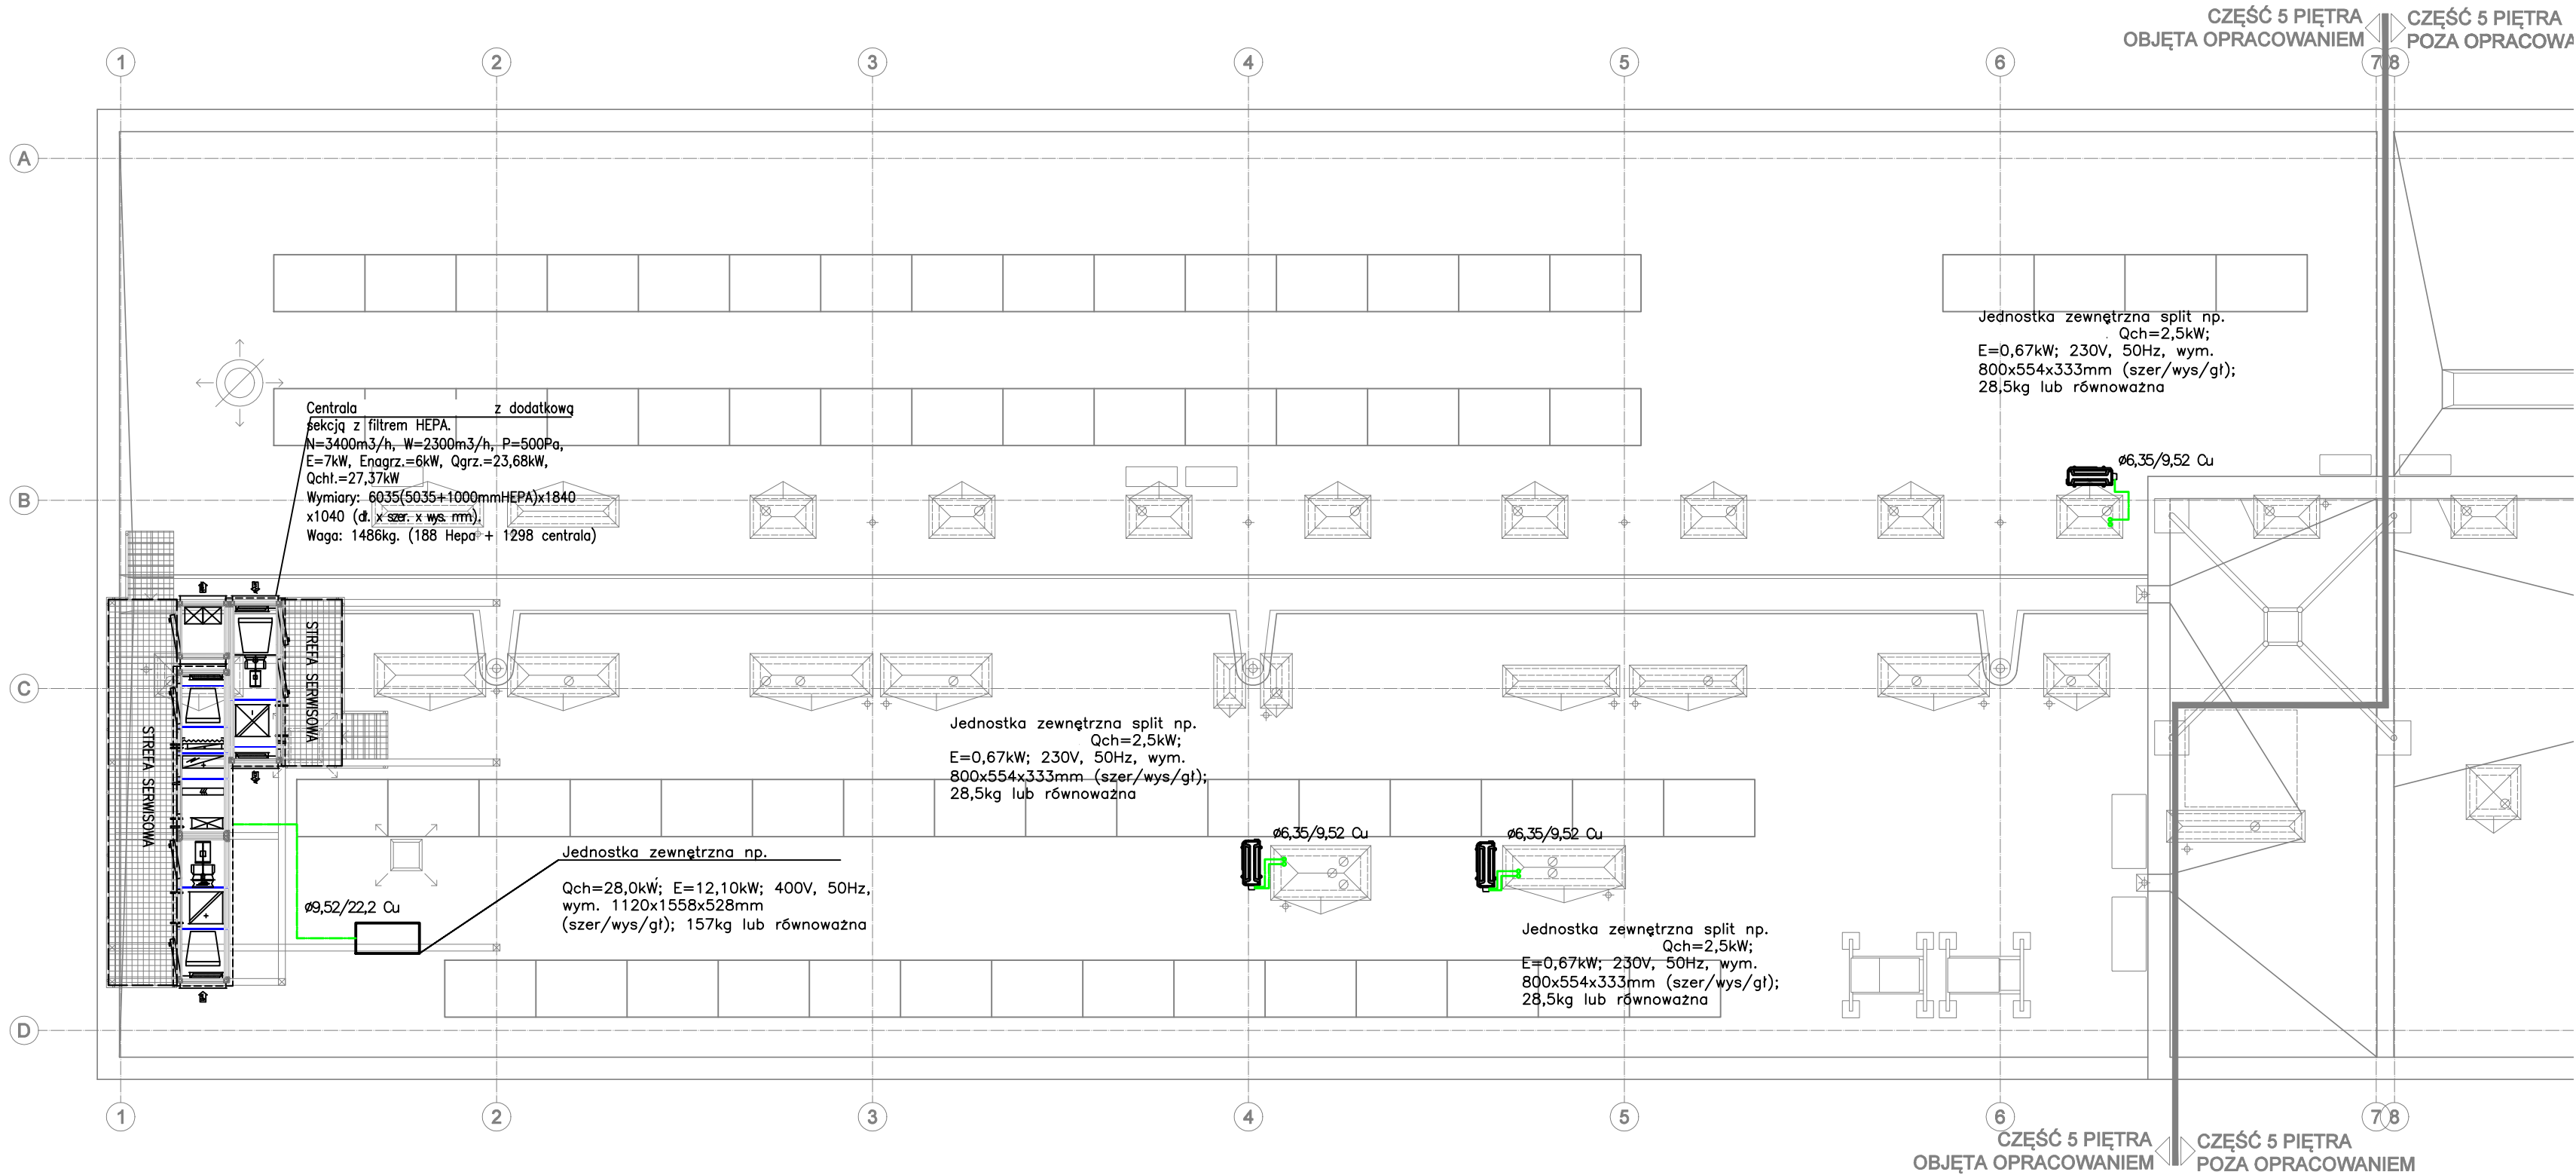 CZĘŚĆ 5 PIĘTRA
OBJĘTA OPRACOWANIEM
CZĘŚĆ 5 PIĘTRA
POZA OPRACOWA
1
2
3
4
5
6
7
8
A
B
C
D
Jednostka zewnętrzna split np.
Qch=2,5kW;
E=0,67kW; 230V, 50Hz, wym.
800x554x333mm (szer/wys/gł);
28,5kg lub równoważna
ø6,35/9,52 Cu
Centrala z dodatkową
sekcją z filtrem HEPA.
N=3400m3/h, W=2300m3/h, P=500Pa,
E=7kW, Enagrz.=6kW, Qgrz.=23,68kW,
Qchł.=27,37kW
Wymiary: 6035(5035+1000mmHEPA)x1840
x1040 (dł. x szer. x wys. mm).
Waga: 1486kg. (188 Hepa + 1298 centrala)
STREFA SERWISOWA
STREFA SERWISOWA
Jednostka zewnętrzna split np.
Qch=2,5kW;
E=0,67kW; 230V, 50Hz, wym.
800x554x333mm (szer/wys/gł);
28,5kg lub równoważna
ø6,35/9,52 Cu
ø6,35/9,52 Cu
Jednostka zewnętrzna np.
Qch=28,0kW; E=12,10kW; 400V, 50Hz,
wym. 1120x1558x528mm
(szer/wys/gł); 157kg lub równoważna
ø9,52/22,2 Cu
Jednostka zewnętrzna split np.
Qch=2,5kW;
E=0,67kW; 230V, 50Hz, wym.
800x554x333mm (szer/wys/gł);
28,5kg lub równoważna
1
2
3
4
5
6
7
8
CZĘŚĆ 5 PIĘTRA
OBJĘTA OPRACOWANIEM
CZĘŚĆ 5 PIĘTRA
POZA OPRACOWANIEM